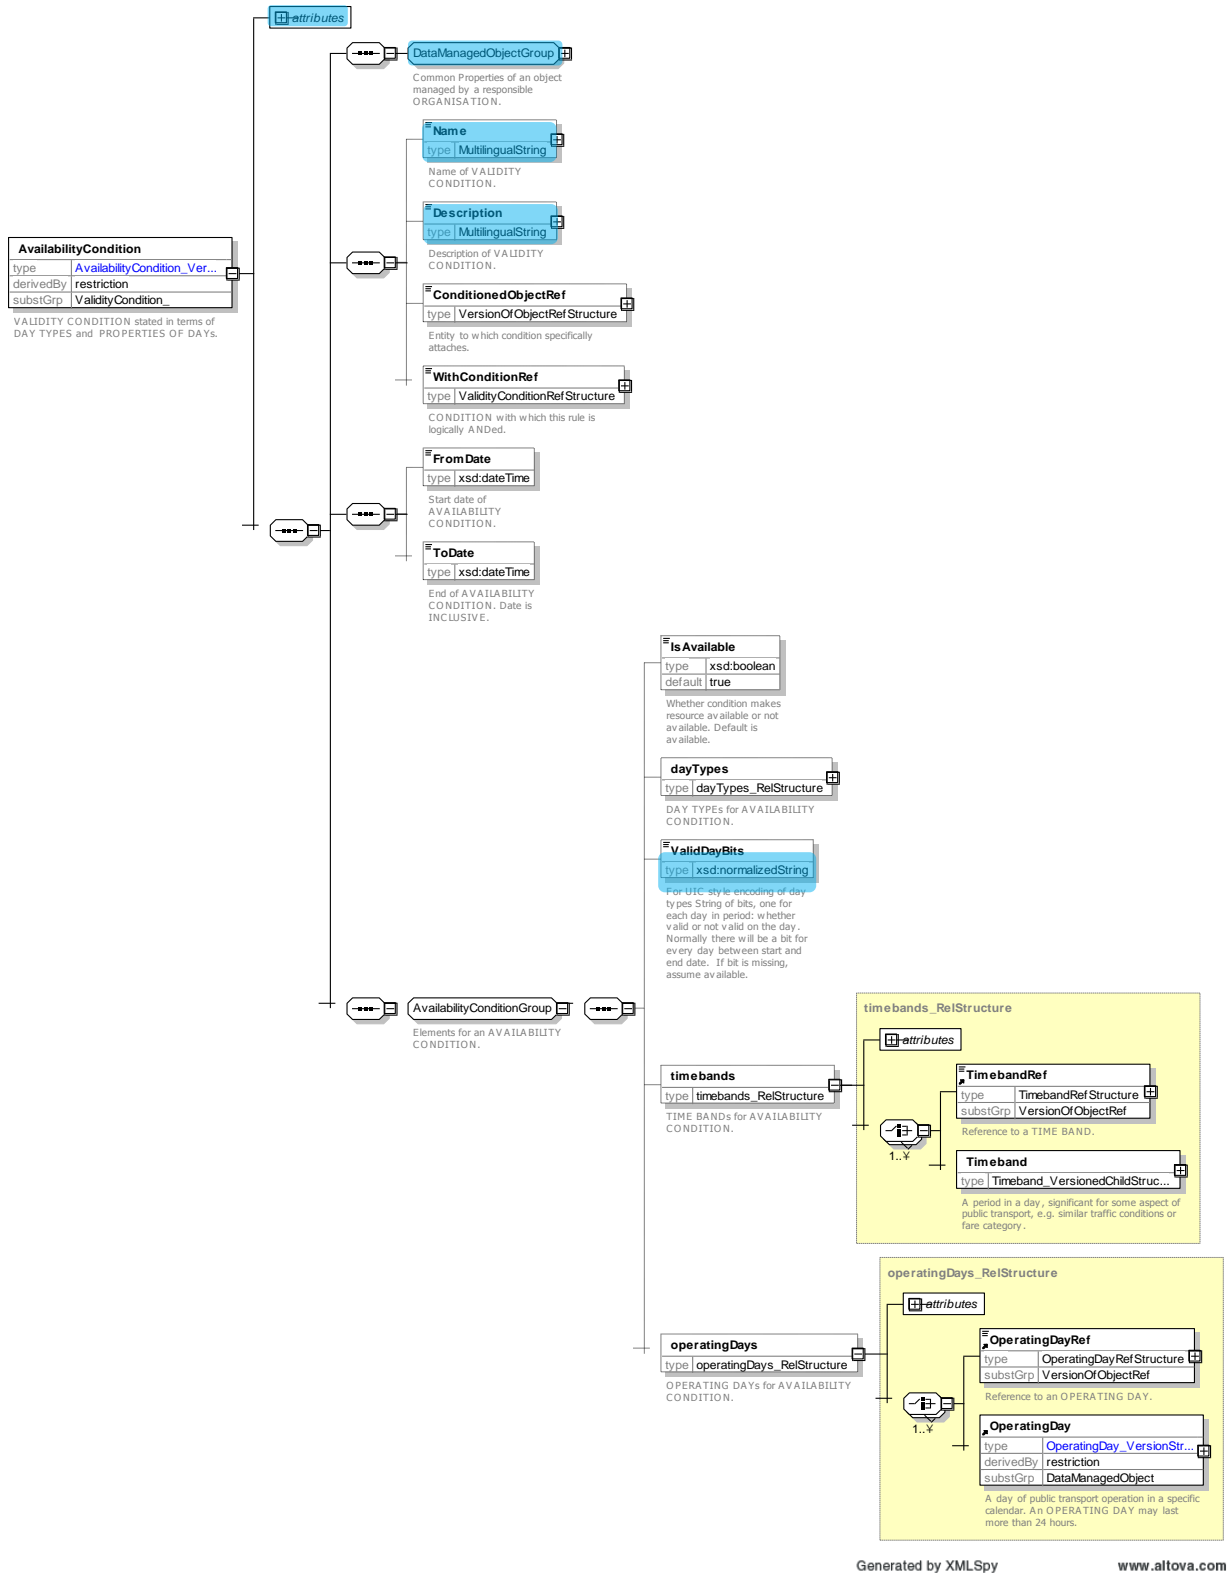 attributes
DataManagedObjectGroup
Common Properties of an object
managed by a responsible
ORGANISATION.
Name
type MultilingualString
Name of VALIDITY
CONDITION.
Description
type MultilingualString
Description of VALIDITY
CONDITION.
AvailabilityCondition
type AvailabilityCondition_Ver...
derivedBy restriction
substGrp ValidityCondition_
VALIDITY CONDITION stated in terms of
DAY TYPES and PROPERTIES OF DAYs.
ConditionedObjectRef
type VersionOfObjectRefStructure
Entity to which condition specifically
attaches.
WithConditionRef
type ValidityConditionRefStructure
CONDITION with which this rule is
logically ANDed.
FromDate
type xsd:dateTime
Start date of
AVAILABILITY
CONDITION.
ToDate
type xsd:dateTime
End of AVAILABILITY
CONDITION. Date is
INCLUSIVE.
IsAvailable
type xsd:boolean
default true
Whether condition makes
resource available or not
available. Default is
available.
dayTypes
type dayTypes_RelStructure
DAY TYPEs for AVAILABILITY
CONDITION.
ValidDayBits
type xsd:normalizedString
For UIC style encoding of day
types String of bits, one for
each day in period: whether
valid or not valid on the day.
Normally there will be a bit for
every day between start and
end date. If bit is missing,
assume available.
AvailabilityConditionGroup
Elements for an AVAILABILITY
CONDITION.
timebands_RelStructure
attributes
timebands
type timebands_RelStructure
TIME BANDs for AVAILABILITY
CONDITION.
TimebandRef
type TimebandRefStructure
substGrp VersionOfObjectRef
Reference to a TIME BAND.
1..¥
Timeband
type Timeband_VersionedChildStruc...
A period in a day, significant for some aspect of
public transport, e.g. similar traffic conditions or
fare category.
operatingDays_RelStructure
attributes
operatingDays
type operatingDays_RelStructure
OPERATING DAYs for AVAILABILITY
CONDITION.
OperatingDayRef
type OperatingDayRefStructure
substGrp VersionOfObjectRef
Reference to an OPERATING DAY.
1..¥
OperatingDay
type OperatingDay_VersionStr...
derivedBy restriction
substGrp DataManagedObject
A day of public transport operation in a specific
calendar. An OPERATING DAY may last
more than 24 hours.
Generated by XMLSpy www.altova.com